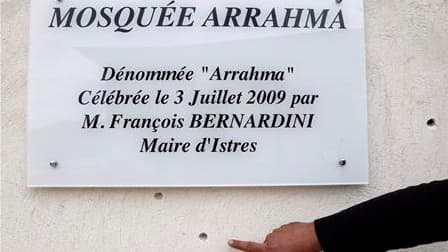 MOSQUÉE ARRAHMA
Dénommée "Arrahma"
Célébrée le 3 Juillet 2009 par
M. François BERNARDINI
Maire d'Istres